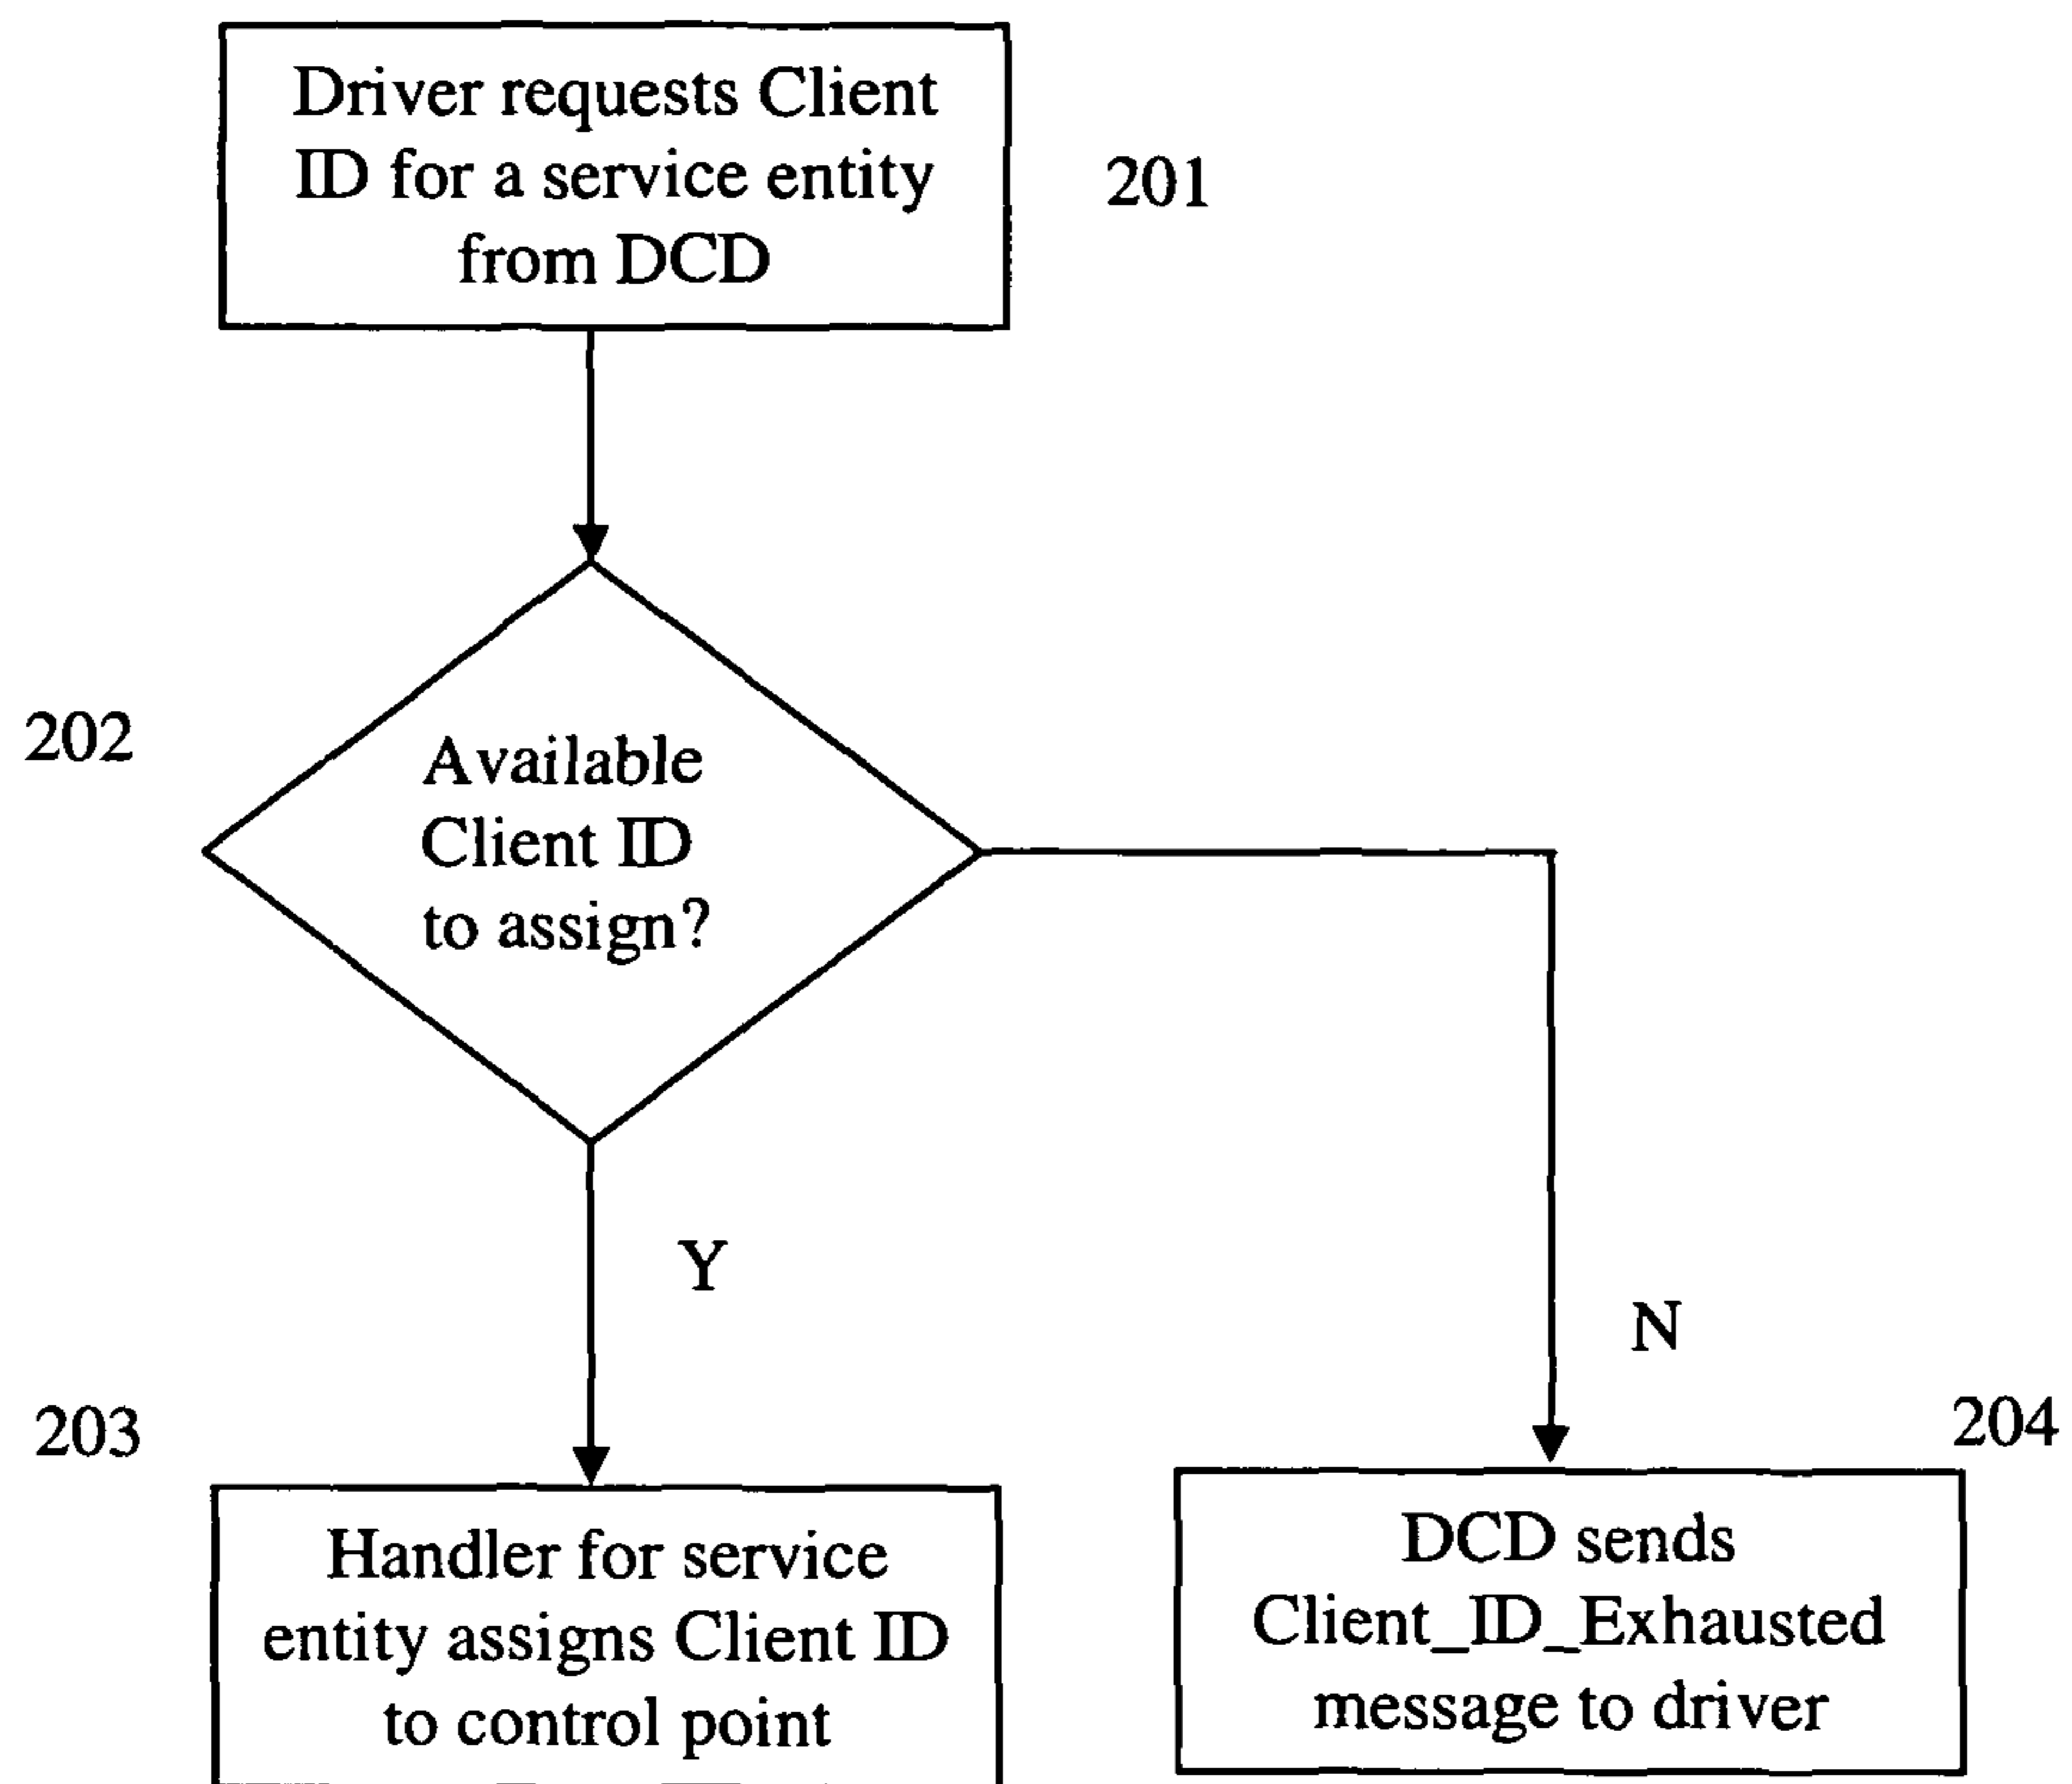 Driver requests Client
ID for a service entity
from DCD
201
202
Available
Client ID
to assign?
Y
N
203
204
Handler for service
entity assigns Client ID
to control point
DCD sends
Client_ID_Exhausted
message to driver